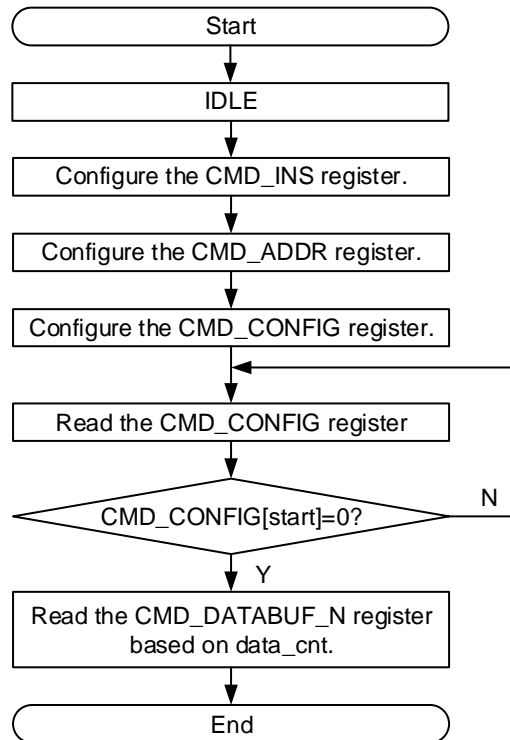 Start
IDLE
Configure the CMD_INS register.
Configure the CMD_ADDR register.
Configure the CMD_CONFIG register.
Read the CMD_CONFIG register
CMD_CONFIG[start]=0?
N
Y
Read the CMD_DATABUF_N register
based on data_cnt.
End